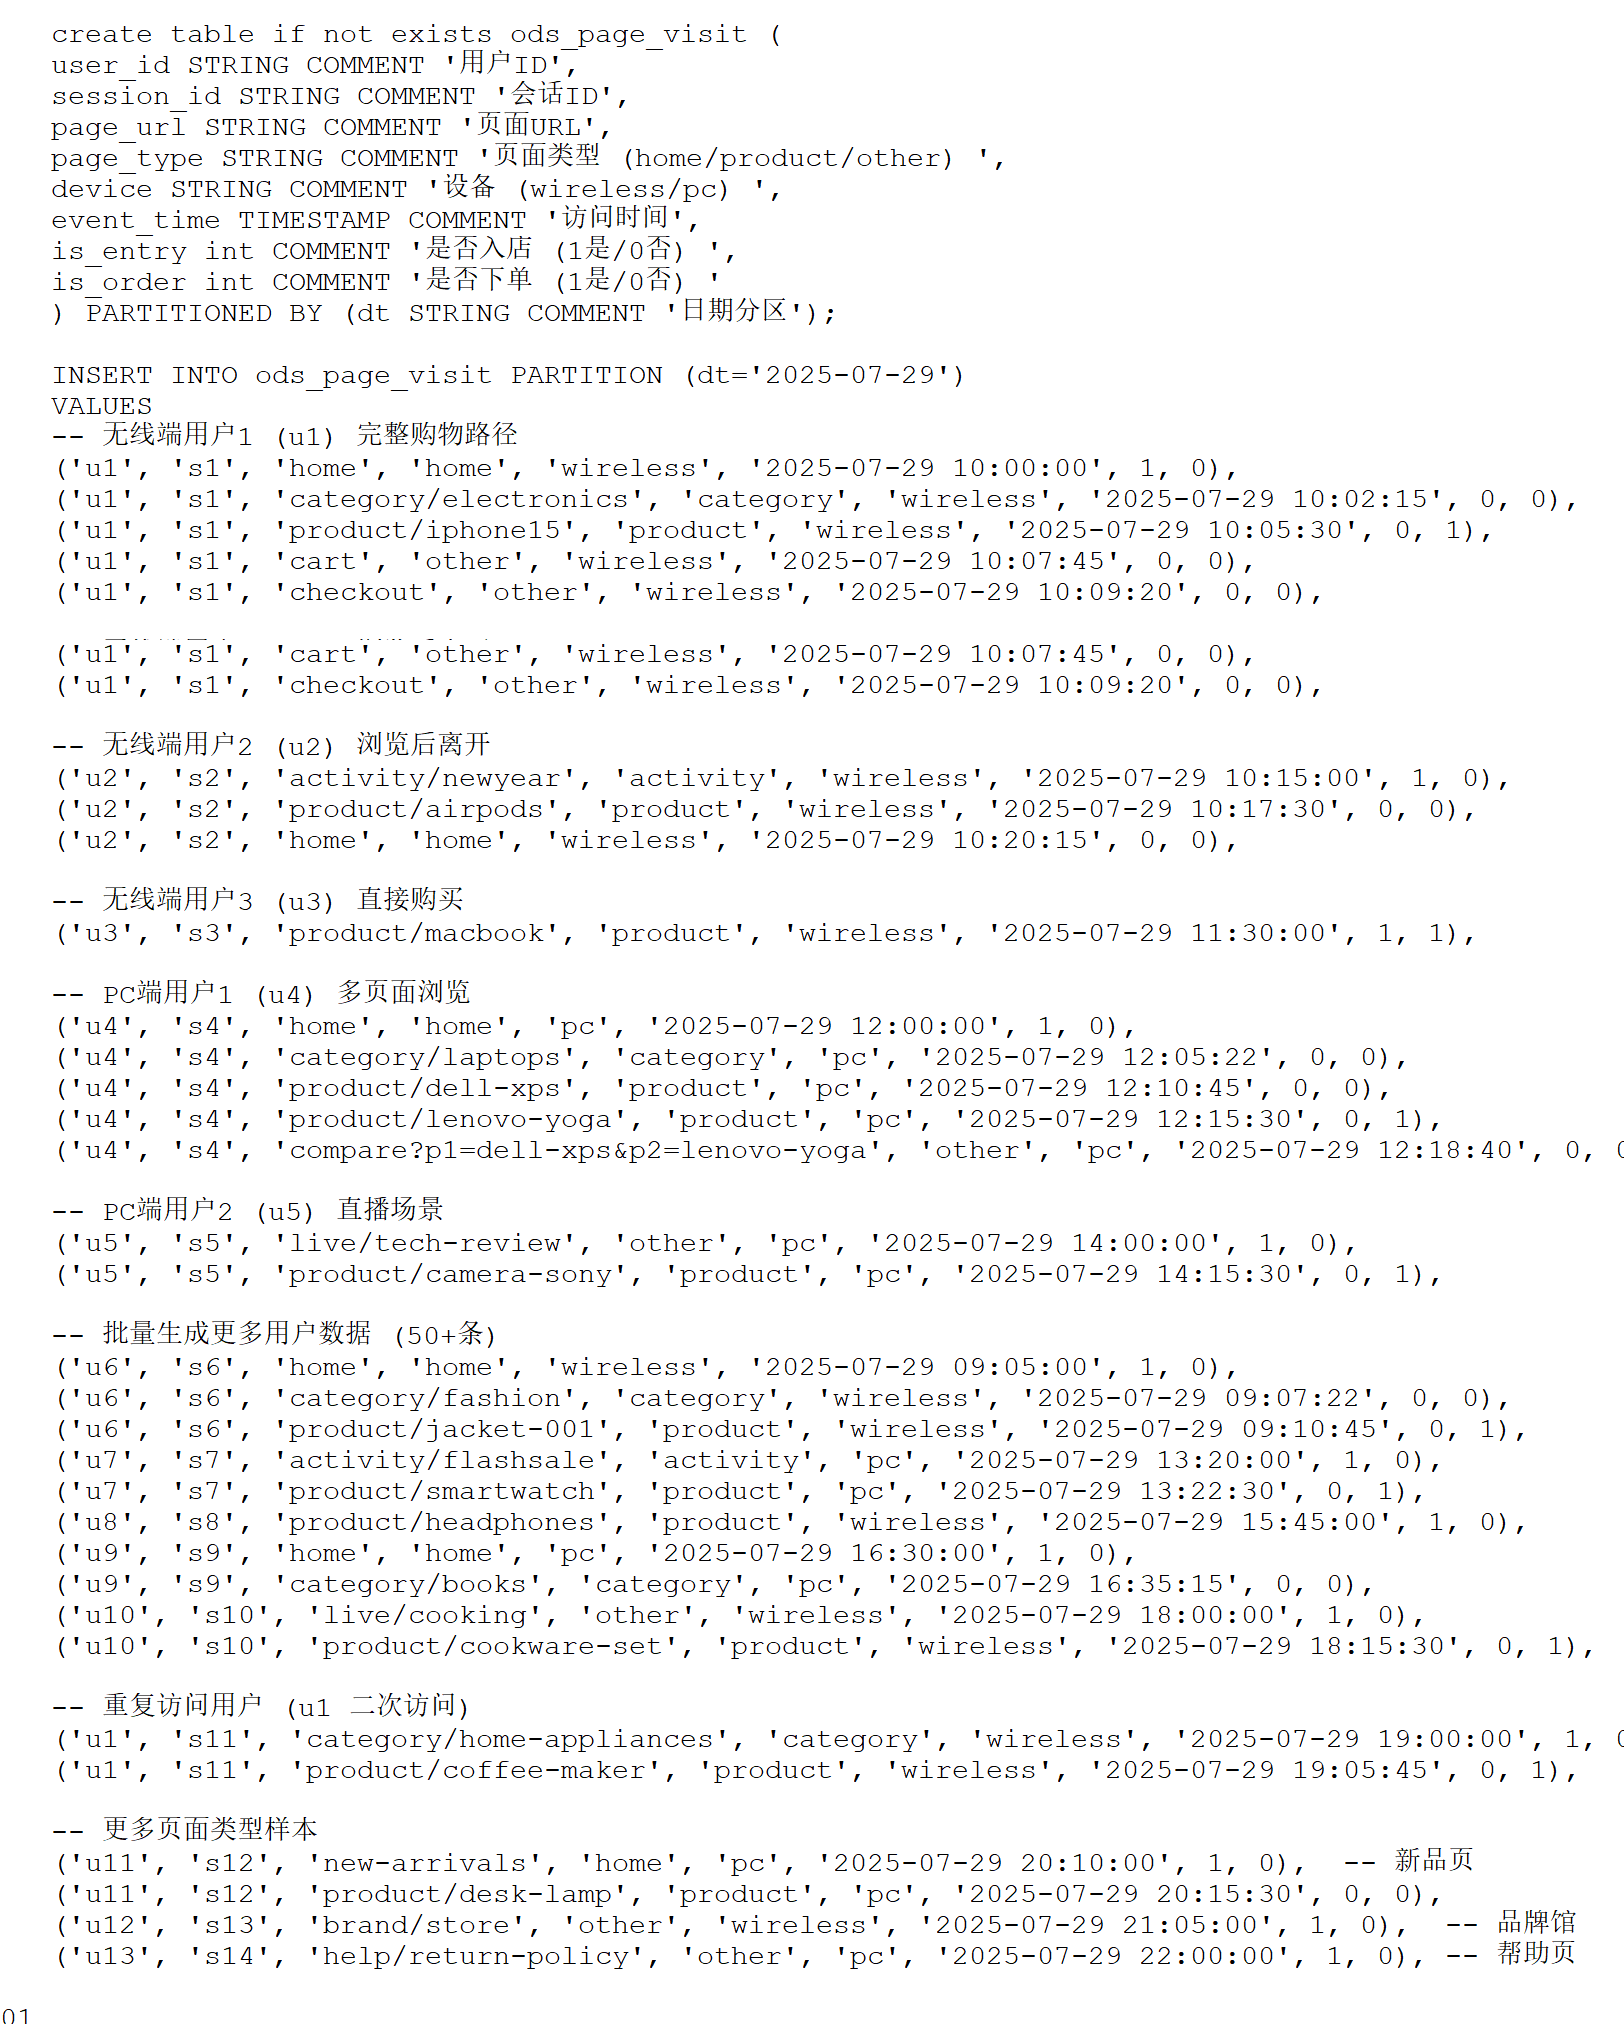 create table if not exists ods_page_visit (
user_id STRING COMMENT '用户ID',
session_id STRING COMMENT '会话ID',
page_url STRING COMMENT '页面URL',
page_type STRING COMMENT '页面类型 (home/product/other) ',
device STRING COMMENT '设备 (wireless/pc) ',
event_time TIMESTAMP COMMENT '访问时间',
is_entry int COMMENT '是否入店 (1是/0否) ',
is_order int COMMENT '是否下单 (1是/0否) '
) PARTITIONED BY (dt STRING COMMENT '日期分区');
INSERT INTO ods_page_visit PARTITION (dt='2025-07-29')
VALUES
-- 无线端用户1 (u1) 完整购物路径
('u1', 's1', 'home', 'home', 'wireless', '2025-07-29 10:00:00', 1, 0),
('u1', 's1', 'category/electronics', 'category', 'wireless', '2025-07-29 10:02:15', 0, 0),
('u1', 's1', 'product/iphone15', 'product', 'wireless', '2025-07-29 10:05:30', 0, 1),
('u1', 's1', 'cart', 'other', 'wireless', '2025-07-29 10:07:45', 0, 0),
('u1', 's1', 'checkout', 'other', 'wireless', '2025-07-29 10:09:20', 0, 0),
('u1', 's1', 'cart', 'other', 'wireless', '2025-07-29 10:07:45', 0, 0),
('u1', 's1', 'checkout', 'other', 'wireless', '2025-07-29 10:09:20', 0, 0),
-- 无线端用户2 (u2) 浏览后离开
('u2', 's2', 'activity/newyear', 'activity', 'wireless', '2025-07-29 10:15:00', 1, 0),
('u2', 's2', 'product/airpods', 'product', 'wireless', '2025-07-29 10:17:30', 0, 0),
('u2', 's2', 'home', 'home', 'wireless', '2025-07-29 10:20:15', 0, 0),
-- 无线端用户3 (u3) 直接购买
('u3', 's3', 'product/macbook', 'product', 'wireless', '2025-07-29 11:30:00', 1, 1),
-- PC端用户1 (u4) 多页面浏览
('u4', 's4', 'home', 'home', 'pc', '2025-07-29 12:00:00', 1, 0),
('u4', 's4', 'category/laptops', 'category', 'pc', '2025-07-29 12:05:22', 0, 0),
('u4', 's4', 'product/dell-xps', 'product', 'pc', '2025-07-29 12:10:45', 0, 0),
('u4', 's4', 'product/lenovo-yoga', 'product', 'pc', '2025-07-29 12:15:30', 0, 1),
('u4', 's4', 'compare?p1=dell-xps&p2=lenovo-yoga', 'other', 'pc', '2025-07-29 12:18:40', 0,
-- PC端用户2 (u5) 直播场景
('u5', 's5', 'live/tech-review', 'other', 'pc', '2025-07-29 14:00:00', 1, 0),
('u5', 's5', 'product/camera-sony', 'product', 'pc', '2025-07-29 14:15:30', 0, 1),
-- 批量生成更多用户数据 (50+条)
('u6', 's6', 'home', 'home', 'wireless', '2025-07-29 09:05:00', 1, 0),
('u6', 's6', 'category/fashion', 'category', 'wireless', '2025-07-29 09:07:22', 0, 0),
('u6', 's6', 'product/jacket-001', 'product', 'wireless', '2025-07-29 09:10:45', 0, 1),
('u7', 's7', 'activity/flashsale', 'activity', 'pc', '2025-07-29 13:20:00', 1, 0),
('u7', 's7', 'product/smartwatch', 'product', 'pc', '2025-07-29 13:22:30', 0, 1),
('u8', 's8', 'product/headphones', 'product', 'wireless', '2025-07-29 15:45:00', 1, 0),
('u9', 's9', 'home', 'home', 'pc', '2025-07-29 16:30:00', 1, 0),
('u9', 's9', 'category/books', 'category', 'pc', '2025-07-29 16:35:15', 0, 0),
('u10', 's10', 'live/cooking', 'other', 'wireless', '2025-07-29 18:00:00', 1, 0),
('u10', 's10', 'product/cookware-set', 'product', 'wireless', '2025-07-29 18:15:30', 0, 1),
-- 重复访问用户 (u1 二次访问)
('u1', 's11', 'category/home-appliances', 'category', 'wireless', '2025-07-29 19:00:00', 1,
('u1', 's11', 'product/coffee-maker', 'product', 'wireless', '2025-07-29 19:05:45', 0, 1),
-- 更多页面类型样本
('u11', 's12', 'new-arrivals', 'home', 'pc', '2025-07-29 20:10:00', 1, 0),  -- 新品页
('u11', 's12', 'product/desk-lamp', 'product', 'pc', '2025-07-29 20:15:30', 0, 0),
('u12', 's13', 'brand/store', 'other', 'wireless', '2025-07-29 21:05:00', 1, 0),  -- 品牌馆
('u13', 's14', 'help/return-policy', 'other', 'pc', '2025-07-29 22:00:00', 1, 0), -- 帮助页
01